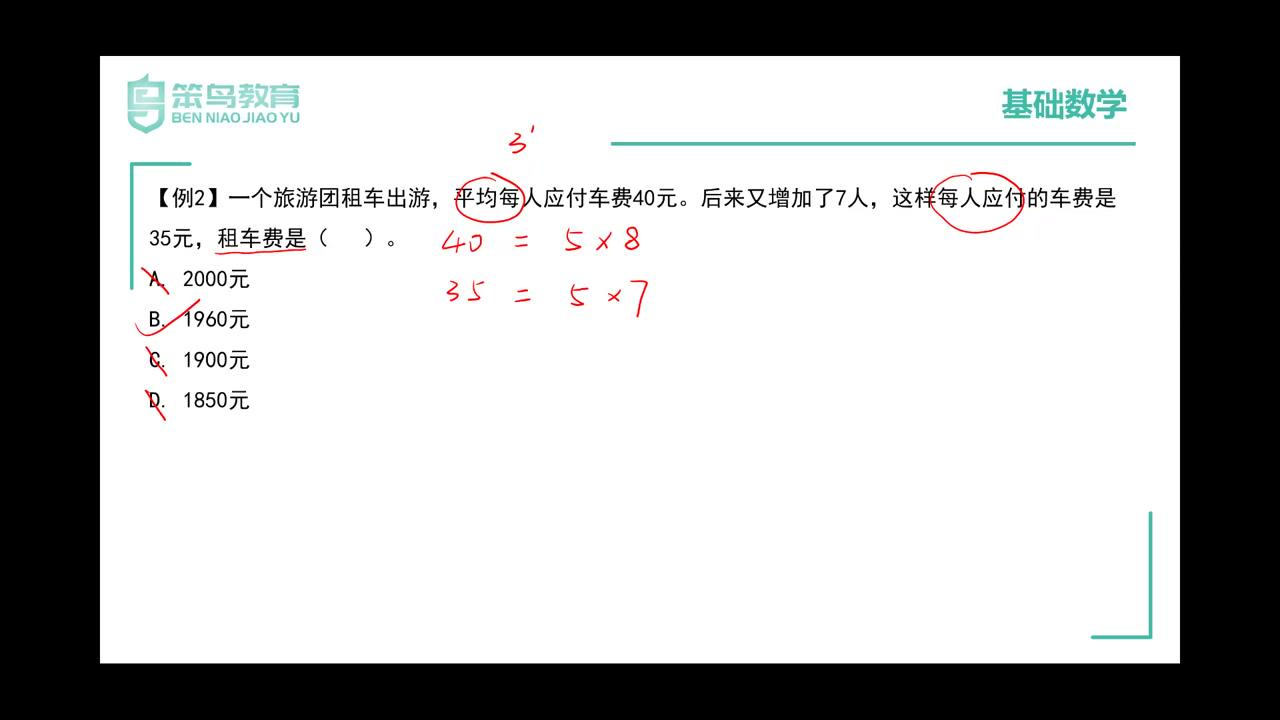 笨鸟教育
BEN NIAO JIAO YU
基础数学
3'
【例2】一个旅游团租车出游，平均每人应付车费40元。后来又增加了7人，这样每人应付的车费是
35元，租车费是（ ）。
40 = 5×8
35 = 5×7
A. 2000元
B. 1960元
C. 1900元
D. 1850元